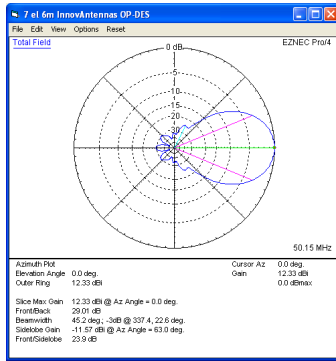 7 el 6m InnovAntennas OP-DES
File Edit View Options Reset
Total Field
EZNEC Pro/4
0 dB
-5
-10
-15
-20
-30
50.15 MHz
Azimuth Plot
Cursor Az 0.0 deg.
Elevation Angle 0.0 deg.
Gain 12.33 dBi
Outer Ring 12.33 dBi
0.0 dBmax
Slice Max Gain 12.33 dBi @ Az Angle = 0.0 deg.
Front/Back 29.01 dB
Beamwidth 45.2 deg.; -3dB @ 337.4, 22.6 deg.
Sidelobe Gain -11.57 dBi @ Az Angle = 63.0 deg.
Front/Sidelobe 23.9 dB